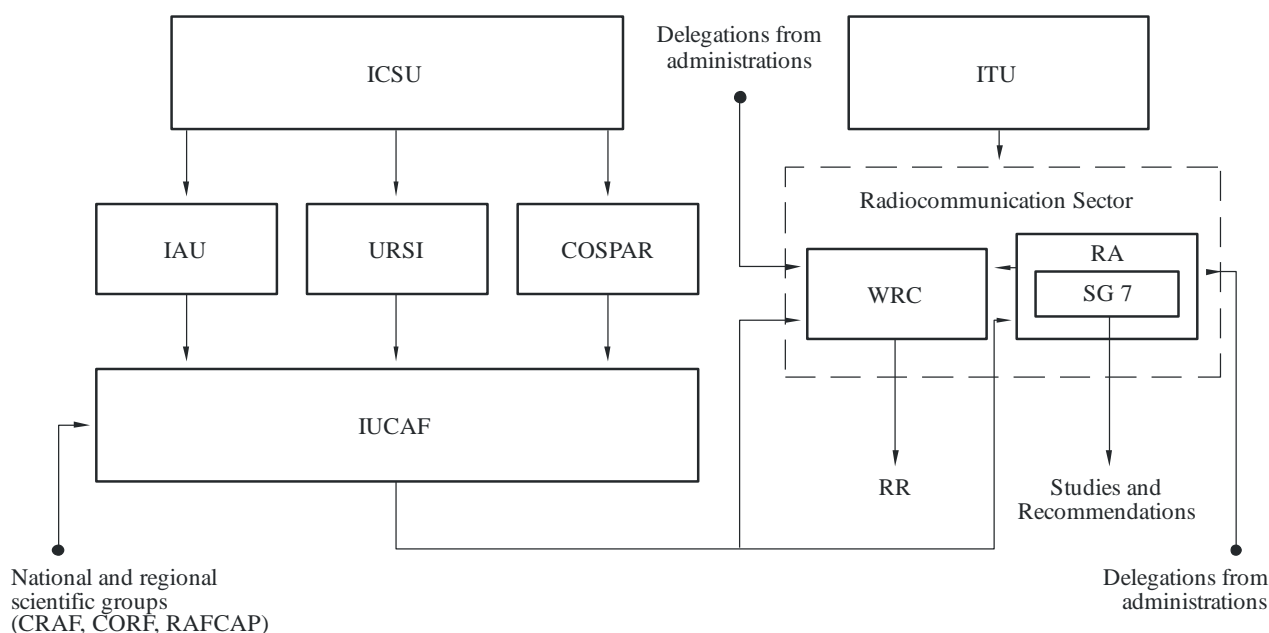 ICSU
Delegations from
administrations
ITU
Radiocommunication Sector
IAU
URSI
COSPAR
WRC
RA
SG 7
IUCAF
RR
Studies and
Recommendations
National and regional
scientific groups
(CRAF, CORF, RAFCAP)
Delegations from
administrations